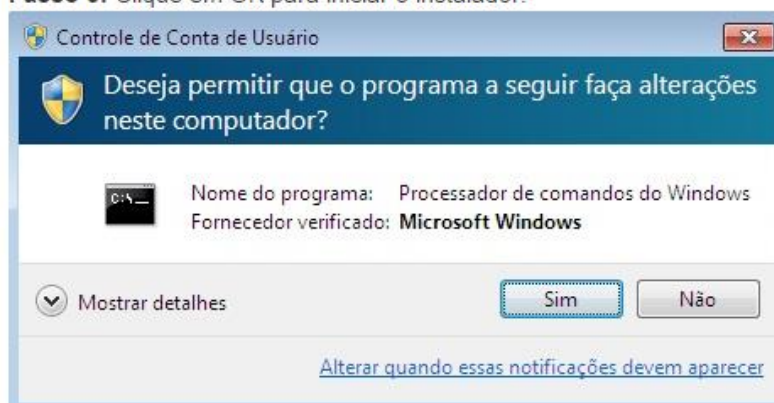 Controle de Conta de Usuário
Deseja permitir que o programa a seguir faça alterações
neste computador?
C:\_
Nome do programa: Processador de comandos do Windows
Fornecedor verificado: Microsoft Windows
Mostrar detalhes
Sim
Não
Alterar quando essas notificações devem aparecer